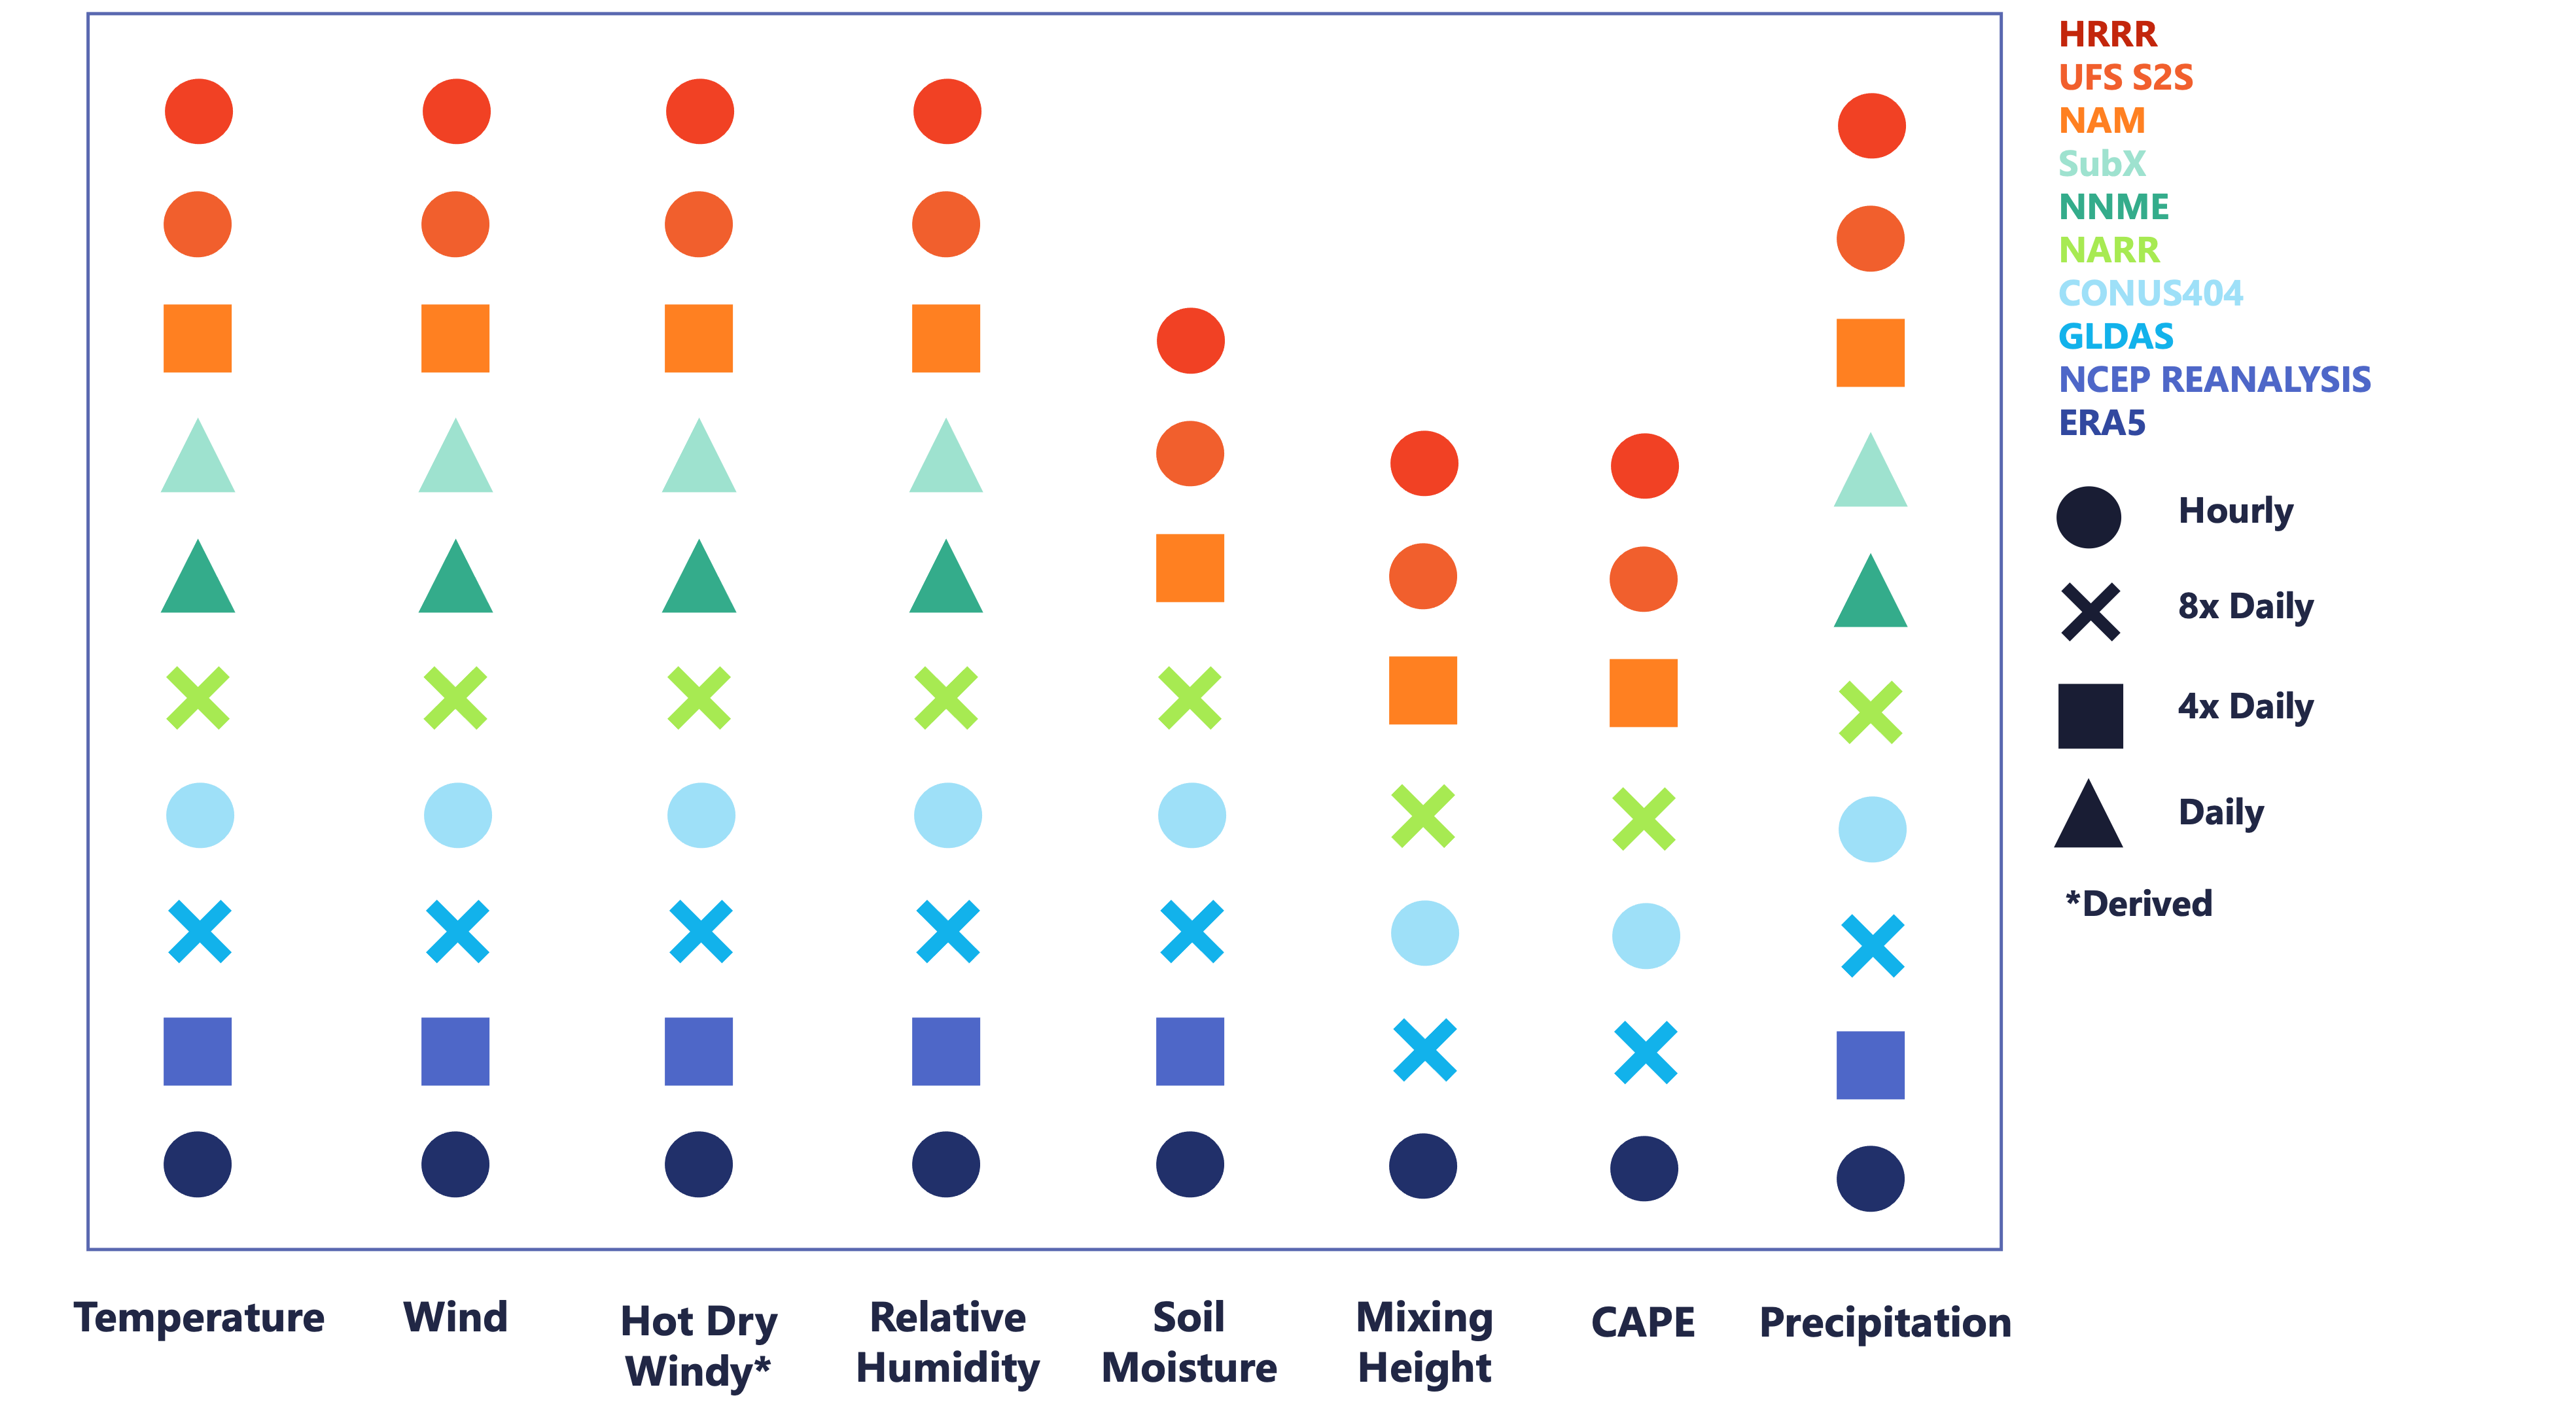 HRRR
UFS S2S
NAM
SubX
NNME
NARR
CONUS404
GLDAS
NCEP REANALYSIS
ERA5
Hourly
8x Daily
4x Daily
Daily
*Derived
Temperature
Wind
Hot Dry
Windy*
Relative
Humidity
Soil
Moisture
Mixing
Height
CAPE
Precipitation